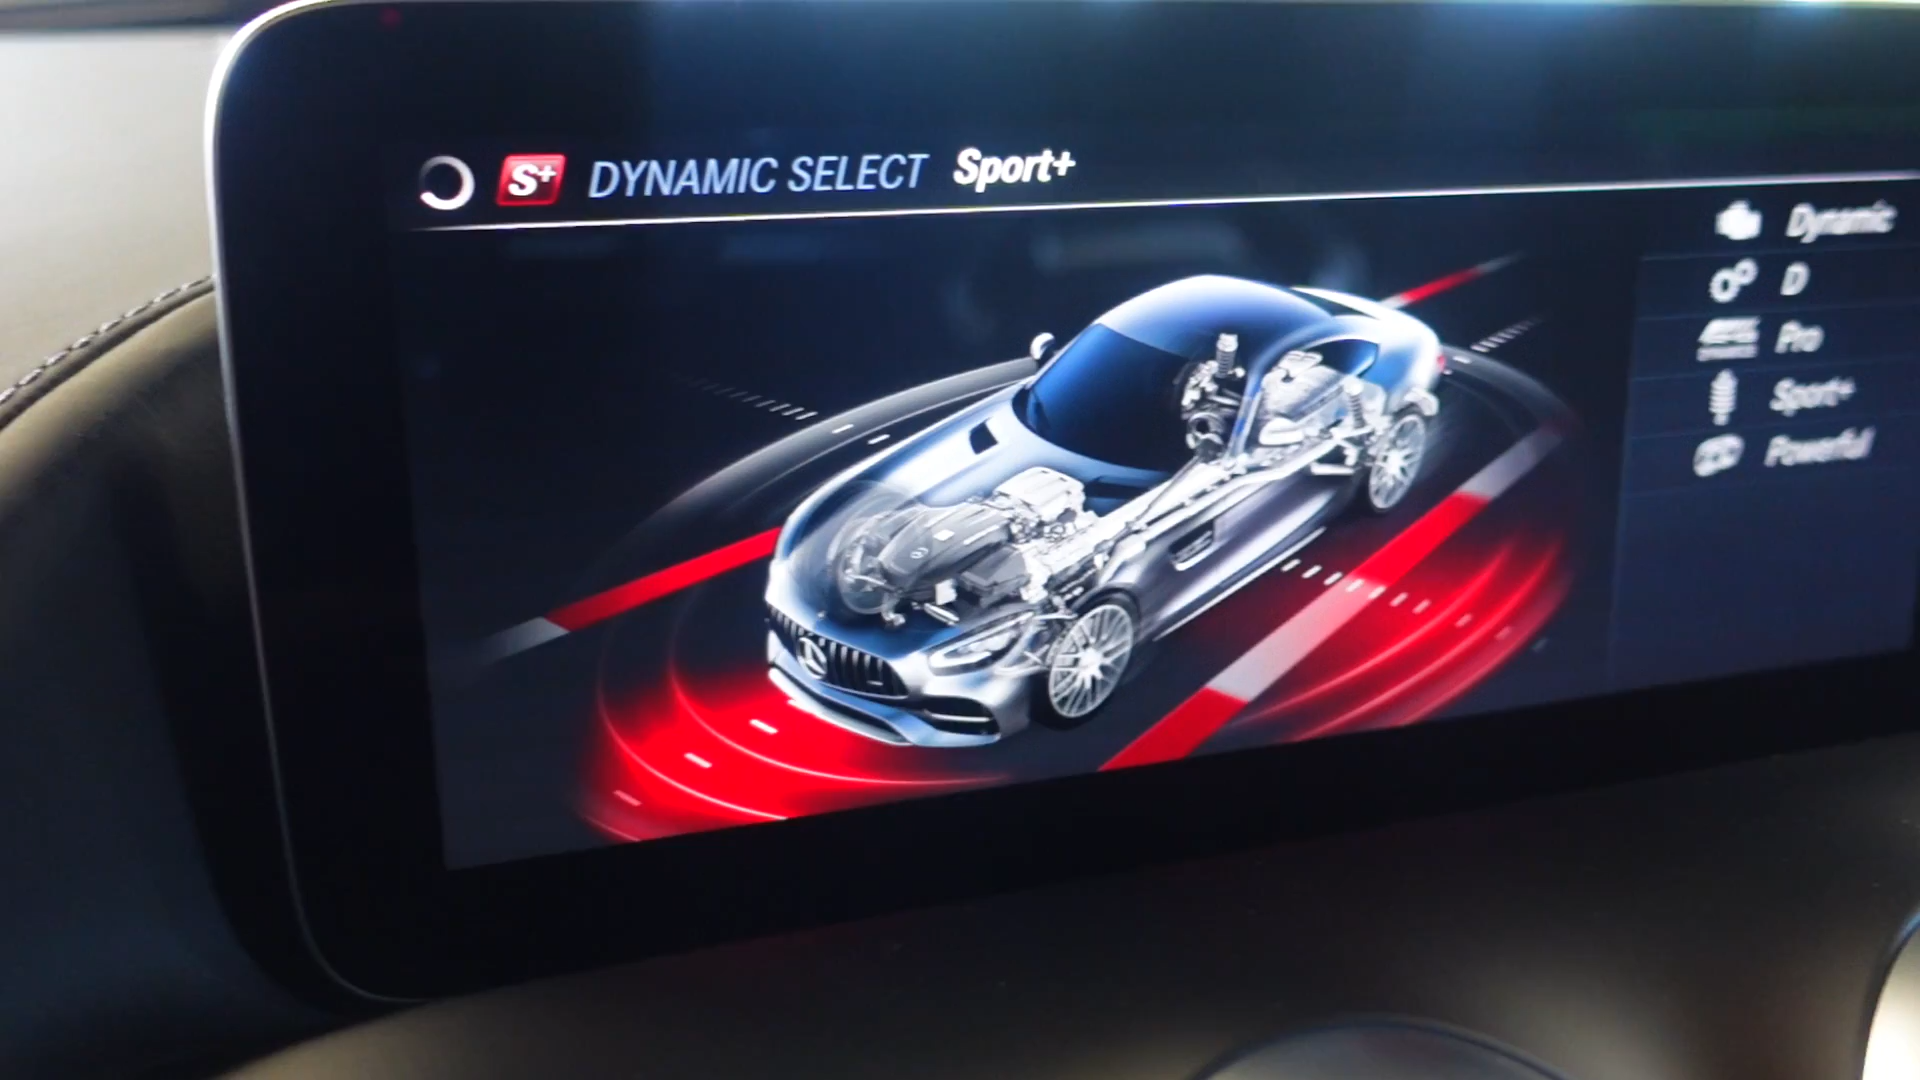 S+ DYNAMIC SELECT Sport+
Dynamic
D
Pro
Sport+
Powerful